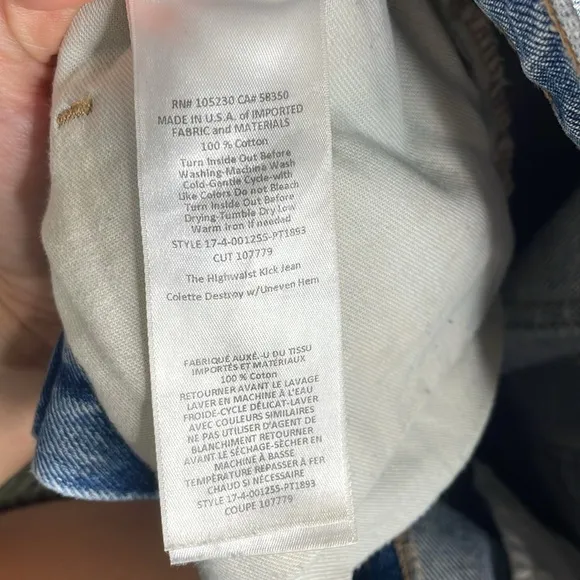 RN# 105230 CA# 58350
MADE IN U.S.A. of IMPORTED
FABRIC and MATERIALS
100 % Cotton
Turn Inside Out Before
Washing-Machine Wash
Cold-Gentle Cycle-with
Like Colors Do not Bleach
Turn Inside Out Before
Drying-Tumble Dry Low
Warm Iron if needed
STYLE 17-4-001255-PT1893
CUT 107779
The Highwaist Kick Jean
Colette Destroy w/Uneven Hem
FABRIQUÉ AUXÉ.-U DU TISSU
IMPORTÉS ET MATÉRIAUX
100 % Coton
RETOURNER AVANT LE LAVAGE
LAVER EN MACHINE À L'EAU
FROIDE-CYCLE DÉLICAT-LAVER
AVEC COULEURS SIMILAIRES
NE PAS UTILISER D'AGENT DE
BLANCHIMENT RETOURNER
AVANT LE SÉCHAGE-SÉCHER EN
MACHINE À BASSE
TEMPÉRATURE REPASSER À FER
CHAUD SI NÉCESSAIRE
STYLE 17-4-001255-PT1893
COUPE 107779